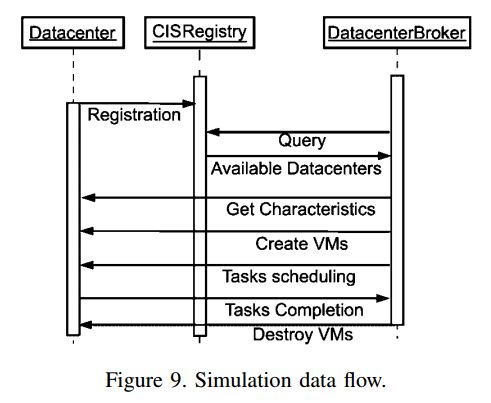 Datacenter
CISRegistry
DatacenterBroker
Registration
Query
Available Datacenters
Get Characteristics
Create VMs
Tasks scheduling
Tasks Completion
Destroy VMs
Figure 9. Simulation data flow.